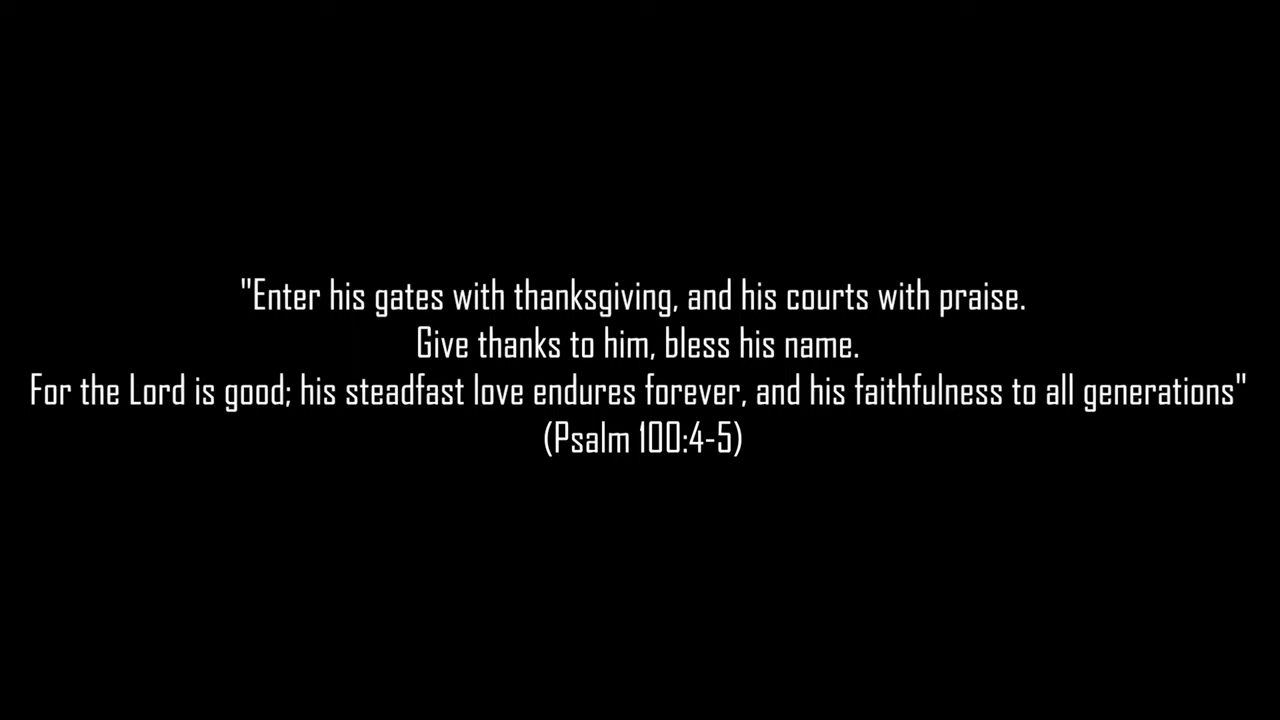 "Enter his gates with thanksgiving, and his courts with praise.
Give thanks to him, bless his name.
For the Lord is good; his steadfast love endures forever, and his faithfulness to all generations"
(Psalm 100:4-5)